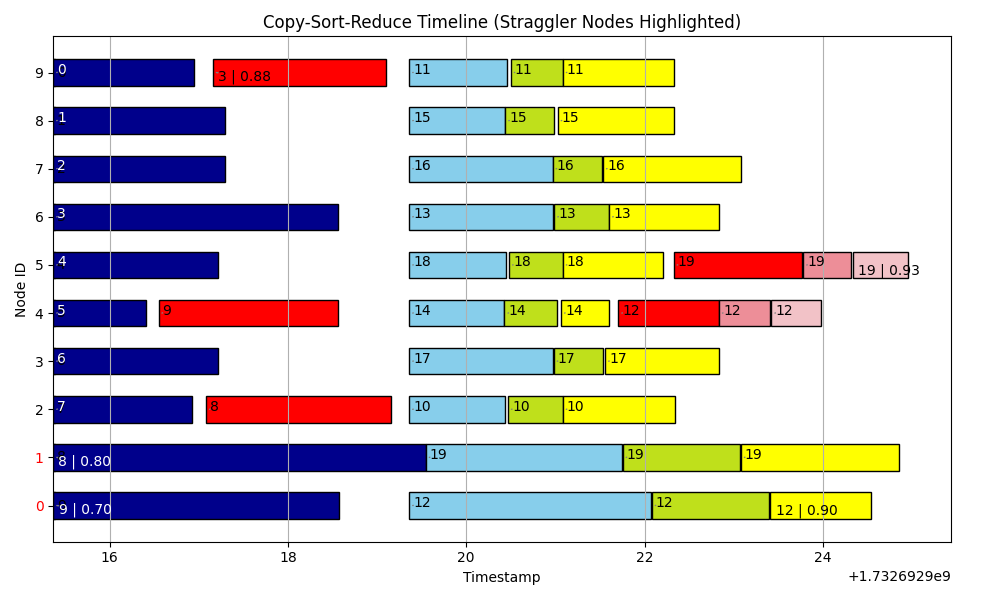 Copy-Sort-Reduce Timeline (Straggler Nodes Highlighted)
Node ID
9 0 3 | 0.88 11 11 11
8 1 15 15 15
7 2 16 16 16
6 3 13 13 13
5 4 18 18 18 19 19 19 | 0.93
4 5 9 14 14 14 12 12 12
3 6 17 17 17
2 7 8 10 10 10
1 8 | 0.80 19 19 19
0 9 | 0.70 12 12 12 | 0.90
16 18 20 22 24
Timestamp
+1.7326929e9